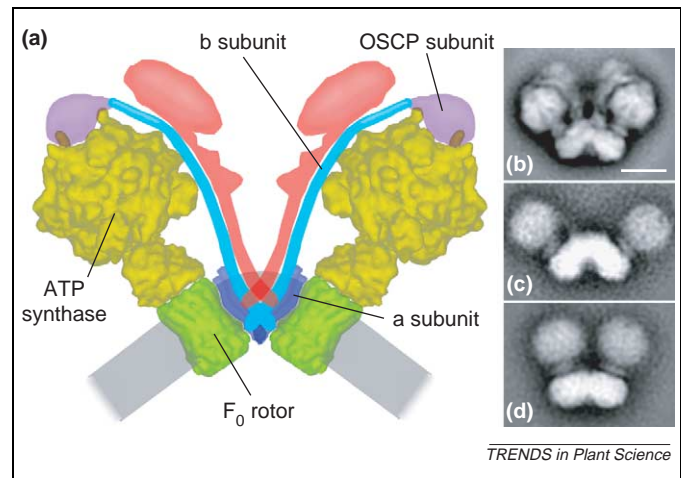 (a)
b subunit
OSCP subunit
ATP
synthase
a subunit
F₀ rotor
(b)
(c)
(d)
TRENDS in Plant Science